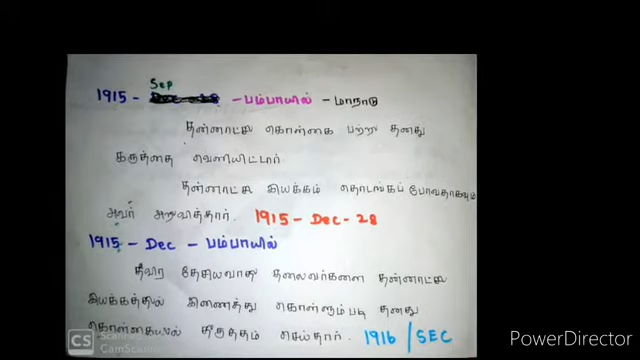 Sep
1915 - - பம்பாயில் - மாநாடு
தன்னாட்சி கொள்கை பற்றி தனது
கருத்தை வெளியிட்டார்
தன்னாட்சி இயக்கம் தொடங்கப் போவதாகவும்
அவர் அறிவித்தார். 1915 - Dec - 28
1915 - Dec - பம்பாயில்
தீவிர தேசியவாதி தலைவர்களை தன்னாட்சி
இயக்கத்தில் இணைத்து கொள்ளும்படி தனது
கொள்கையில் திருத்தம் செய்தார். 1916 / SEC
CS
CamScanner
PowerDirector